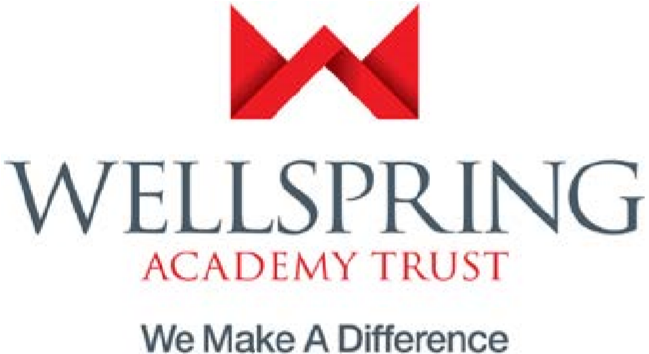 WELLSPRING
ACADEMY TRUST
We Make A Difference